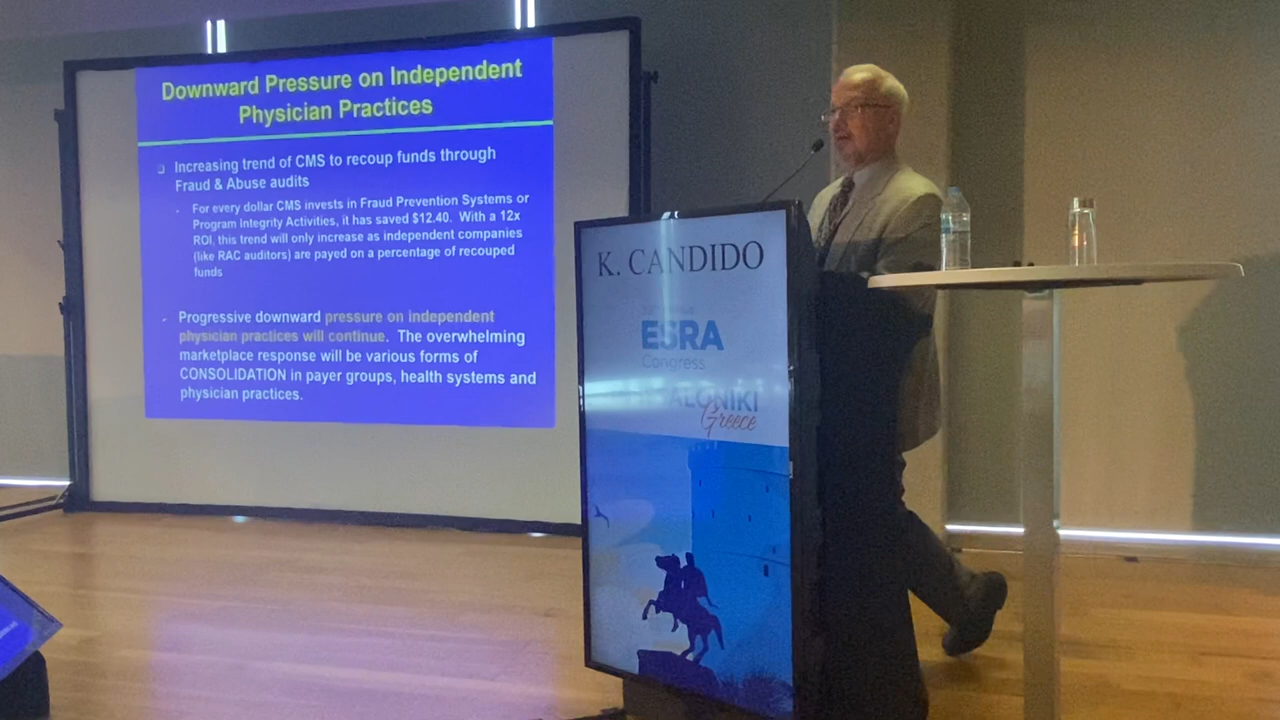 Downward Pressure on Independent
Physician Practices
Increasing trend of CMS to recoup funds through
Fraud & Abuse audits
- For every dollar CMS invests in Fraud Prevention Systems or
Program Integrity Activities, it has saved $12.40. With a 12x
ROI, this trend will only increase as independent companies
(like RAC auditors) are payed on a percentage of recouped
funds
- Progressive downward pressure on independent
physician practices will continue. The overwhelming
marketplace response will be various forms of
CONSOLIDATION in payer groups, health systems and
physician practices.
K. CANDIDO
ESRA
Congress
Greece